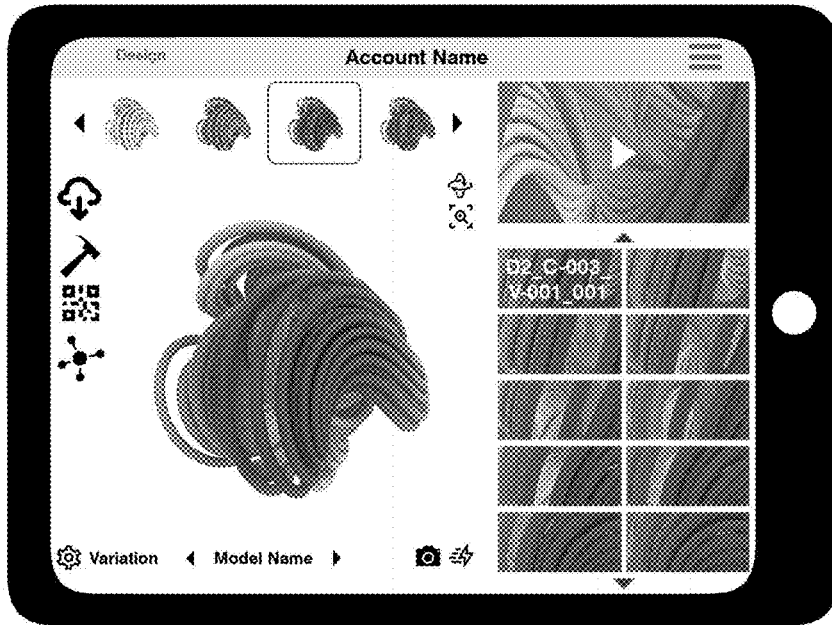 Design
Account Name
D2_C-003_
V-001_001
Variation
Model Name